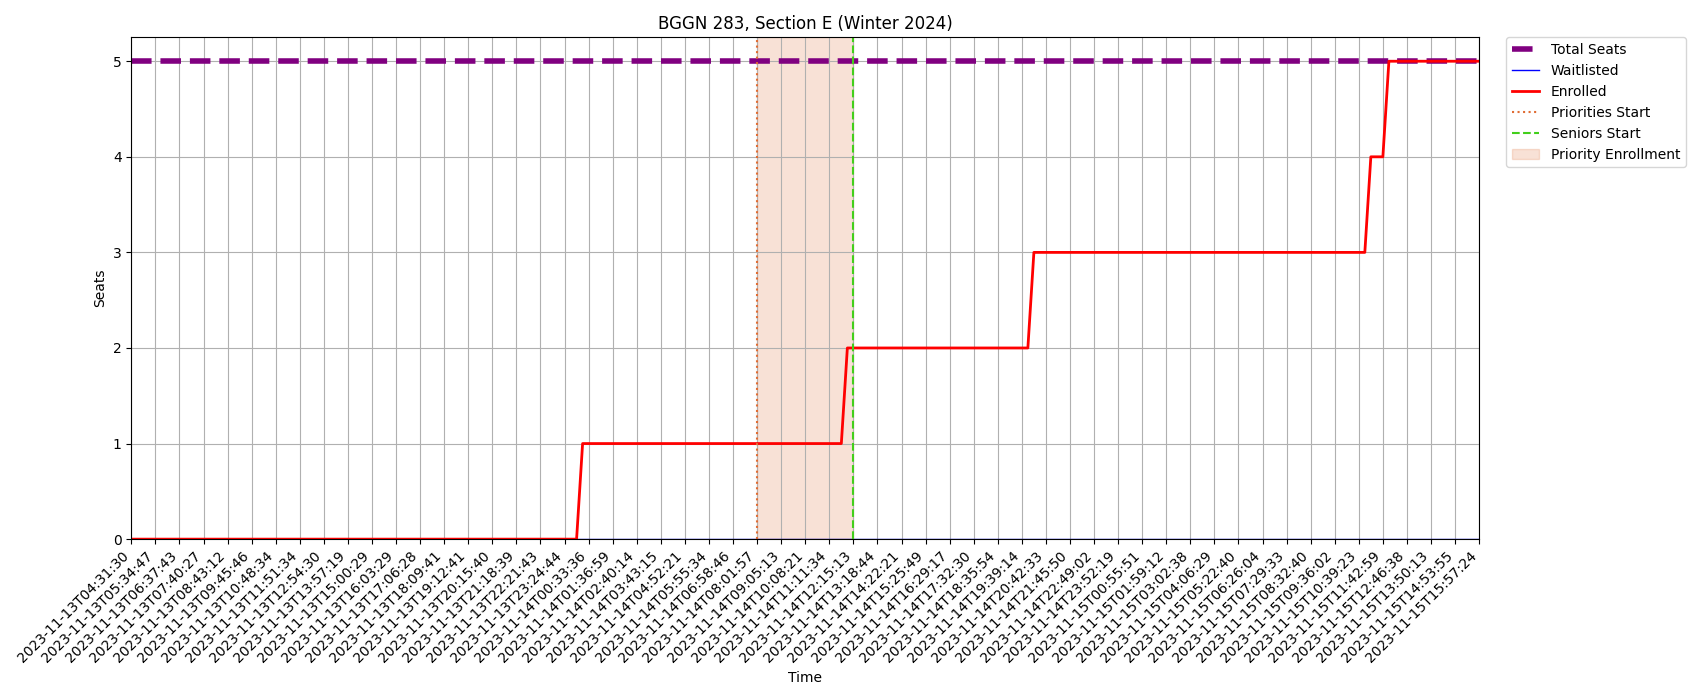 BGGN 283, Section E (Winter 2024)
Total Seats
Waitlisted
Enrolled
Priorities Start
Seniors Start
Priority Enrollment
Seats
5
4
3
2
1
0
2023-11-13T04:31:30
2023-11-13T05:34:47
2023-11-13T06:37:43
2023-11-13T07:40:27
2023-11-13T08:43:12
2023-11-13T09:45:46
2023-11-13T10:48:34
2023-11-13T11:51:34
2023-11-13T12:54:30
2023-11-13T13:57:19
2023-11-13T15:00:29
2023-11-13T16:03:29
2023-11-13T17:06:28
2023-11-13T18:09:41
2023-11-13T19:12:41
2023-11-13T20:15:40
2023-11-13T21:18:39
2023-11-13T22:21:43
2023-11-13T23:24:44
2023-11-14T00:33:36
2023-11-14T01:36:59
2023-11-14T02:40:14
2023-11-14T03:43:15
2023-11-14T04:52:21
2023-11-14T05:55:34
2023-11-14T06:58:46
2023-11-14T08:01:57
2023-11-14T09:05:13
2023-11-14T10:08:21
2023-11-14T11:11:34
2023-11-14T12:15:13
2023-11-14T13:18:44
2023-11-14T14:22:21
2023-11-14T15:25:49
2023-11-14T16:29:17
2023-11-14T17:32:30
2023-11-14T18:35:54
2023-11-14T19:39:14
2023-11-14T20:42:33
2023-11-14T21:45:50
2023-11-14T22:49:02
2023-11-14T23:52:19
2023-11-15T00:55:51
2023-11-15T01:59:12
2023-11-15T03:02:38
2023-11-15T04:06:29
2023-11-15T05:22:40
2023-11-15T06:26:04
2023-11-15T07:29:33
2023-11-15T08:32:40
2023-11-15T09:36:02
2023-11-15T10:39:23
2023-11-15T11:42:59
2023-11-15T12:46:38
2023-11-15T13:50:13
2023-11-15T14:53:55
2023-11-15T15:57:24
Time